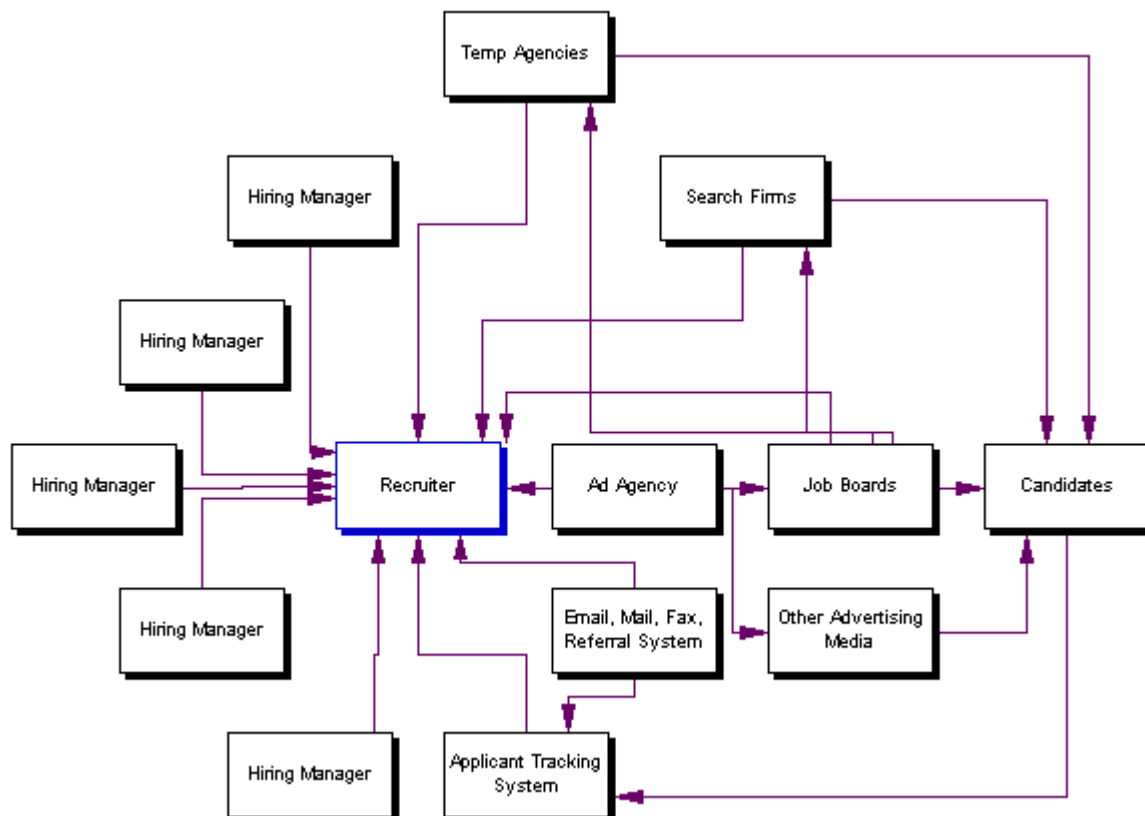 Temp Agencies
Hiring Manager
Search Firms
Hiring Manager
Hiring Manager
Recruiter
Ad Agency
Job Boards
Candidates
Hiring Manager
Email, Mail, Fax,
Referral System
Other Advertising
Media
Hiring Manager
Applicant Tracking
System